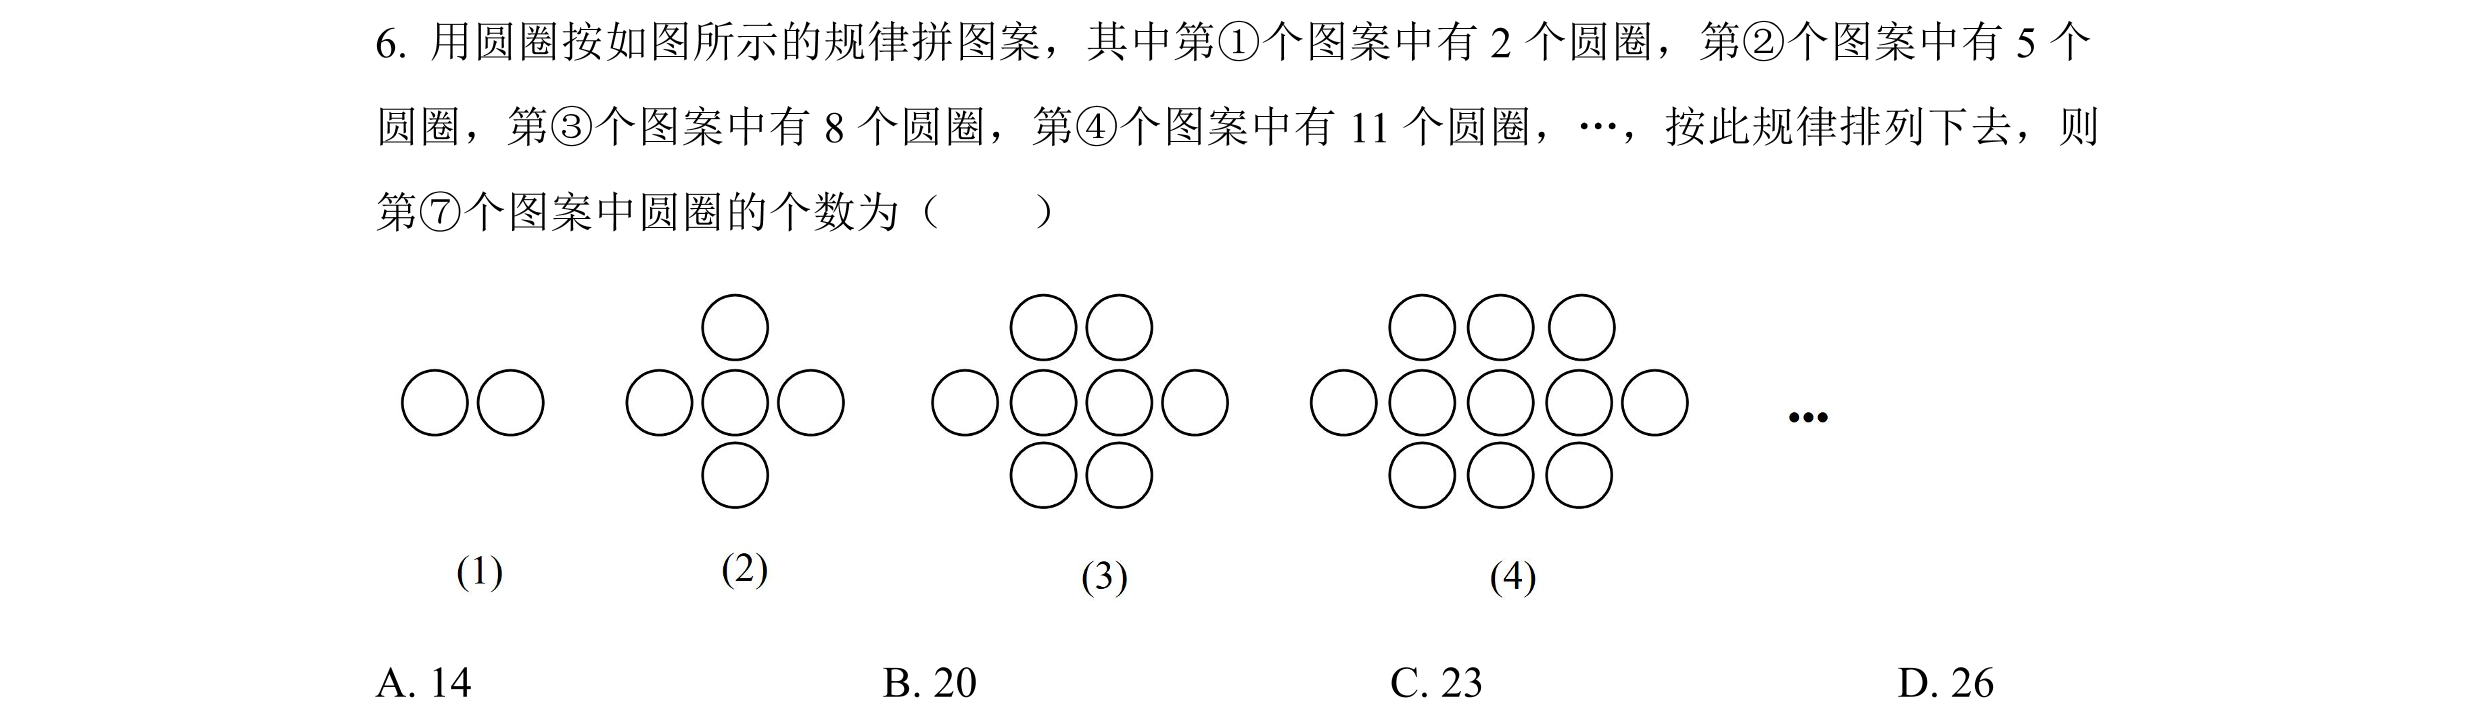 6. 用圆圈按如图所示的规律拼图案，其中第①个图案中有 2 个圆圈，第②个图案中有 5 个
圆圈，第③个图案中有 8 个圆圈，第④个图案中有 11 个圆圈，…，按此规律排列下去，则
第⑦个图案中圆圈的个数为（　　）
…
(1) (2) (3) (4)
A. 14 B. 20 C. 23 D. 26